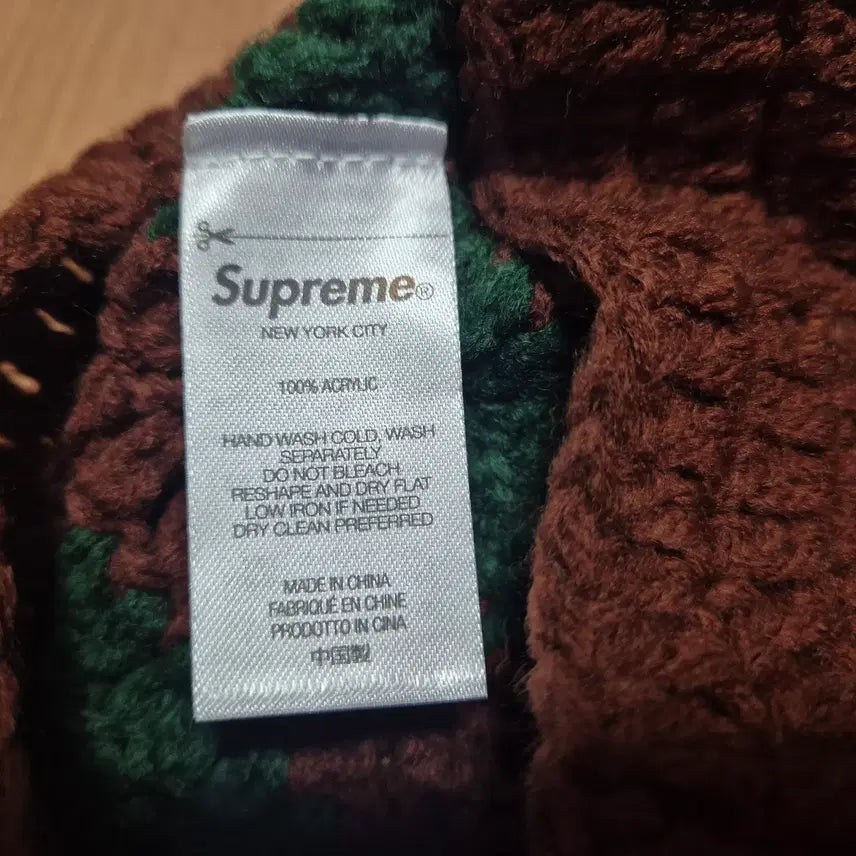 Supreme®
NEW YORK CITY
100% ACRYLIC
HAND WASH COLD, WASH
SEPARATELY
DO NOT BLEACH
RESHAPE AND DRY FLAT
LOW IRON IF NEEDED
DRY CLEAN PREFERRED
MADE IN CHINA
FABRIQUÉ EN CHINE
PRODOTTO IN CINA
中国製